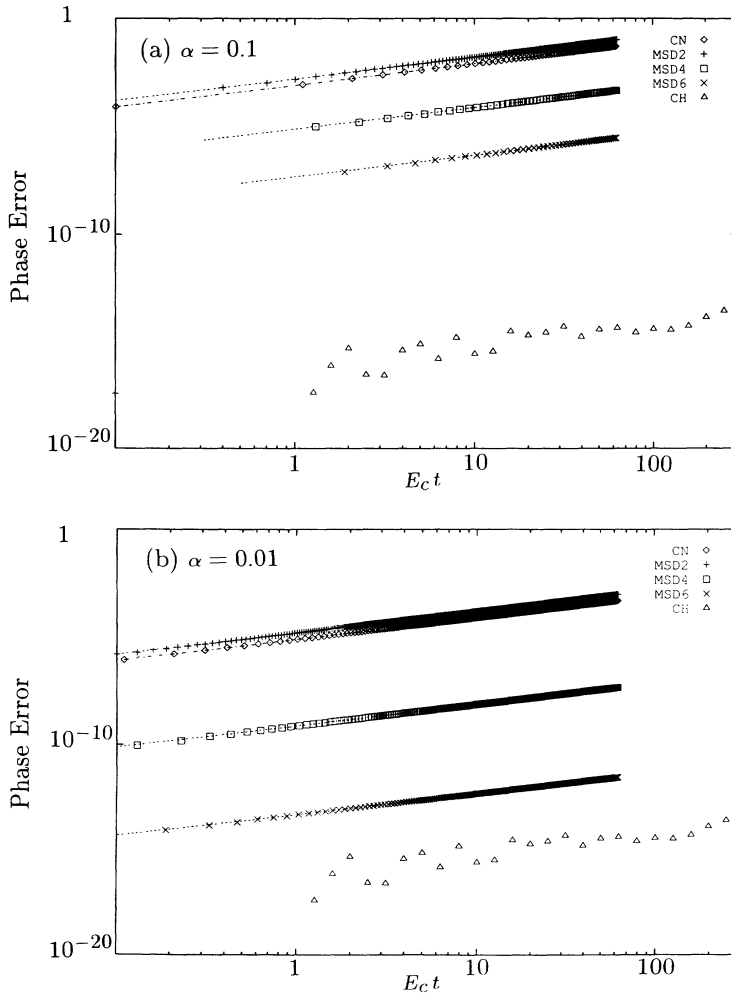 1
(a) α = 0.1
CN
MSD2
MSD4
MSD6
CH
Phase Error
10⁻¹⁰
10⁻²⁰
1
10
100
E_c t
1
(b) α = 0.01
CN
MSD2
MSD4
MSD6
CH
Phase Error
10⁻¹⁰
10⁻²⁰
1
10
100
E_c t